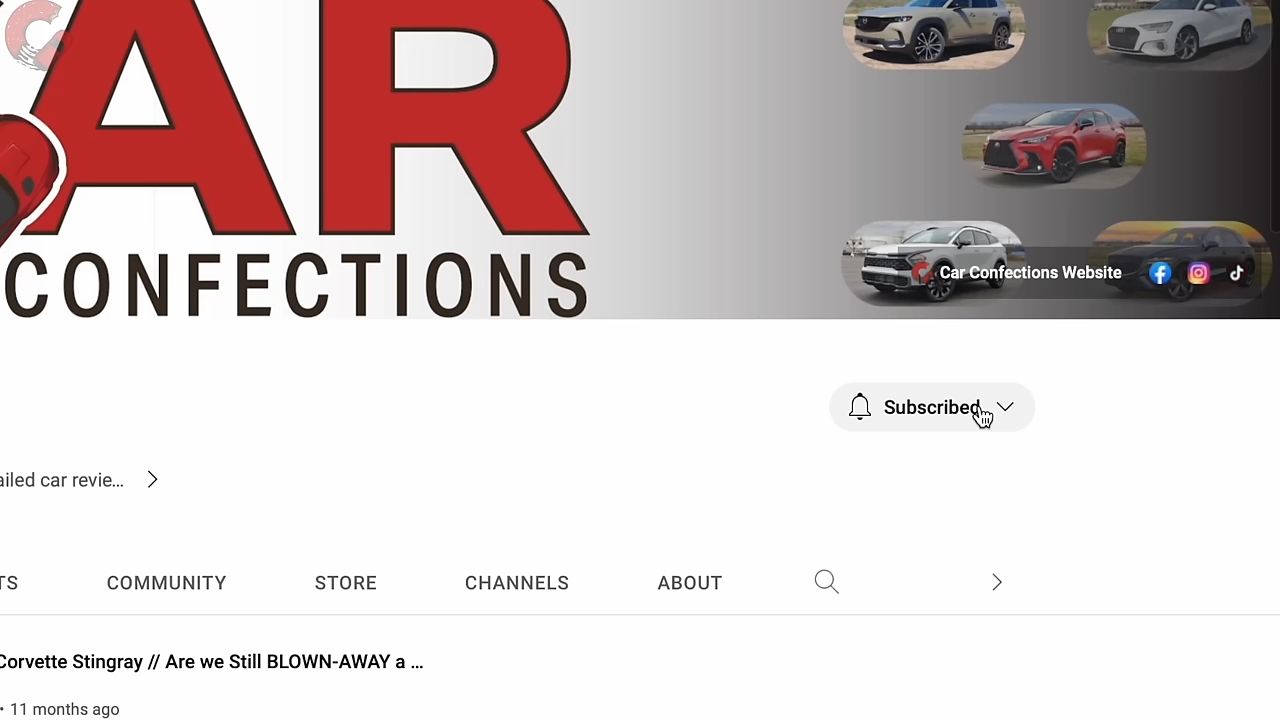 AR
CONFECTIONS
Car Confections Website
Subscribed
ailed car revie...
TS
COMMUNITY
STORE
CHANNELS
ABOUT
Corvette Stingray // Are we Still BLOWN-AWAY a ...
• 11 months ago